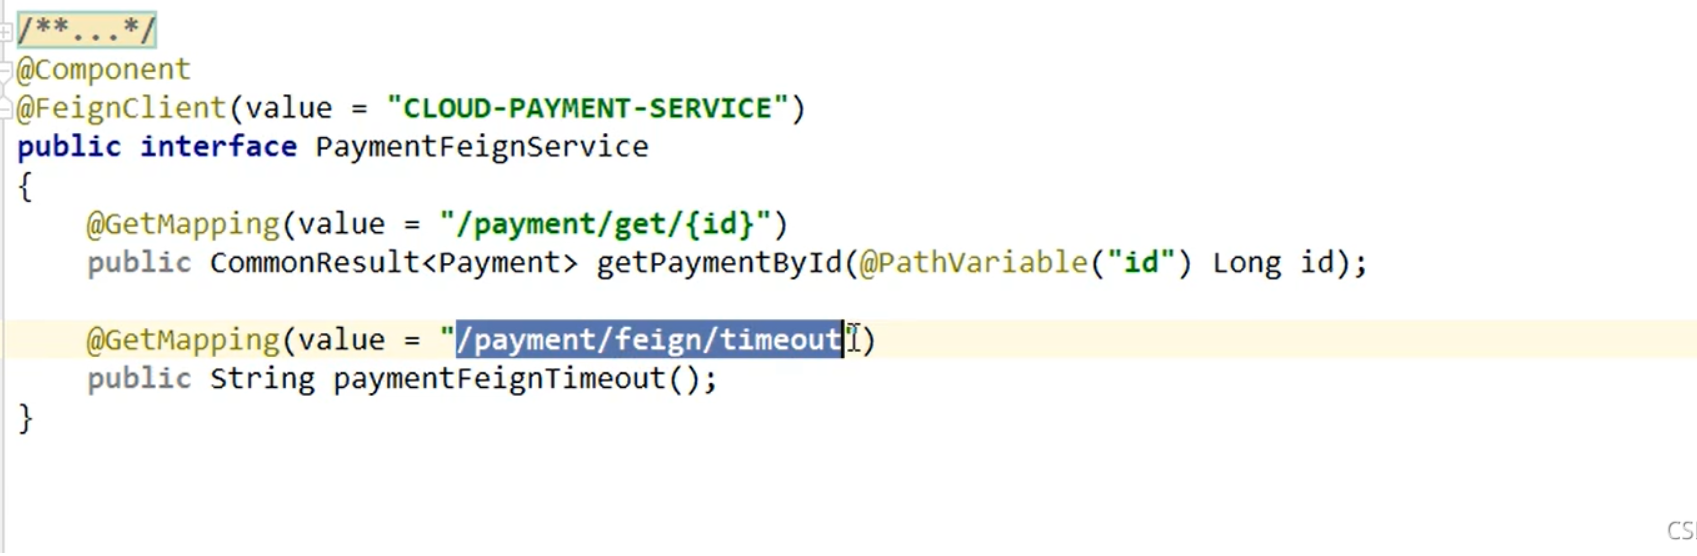 /**...*/
@Component
@FeignClient(value = "CLOUD-PAYMENT-SERVICE")
public interface PaymentFeignService
{
@GetMapping(value = "/payment/get/{id}")
public CommonResult<Payment> getPaymentById(@PathVariable("id") Long id);
@GetMapping(value = "/payment/feign/timeout")
public String paymentFeignTimeout();
}